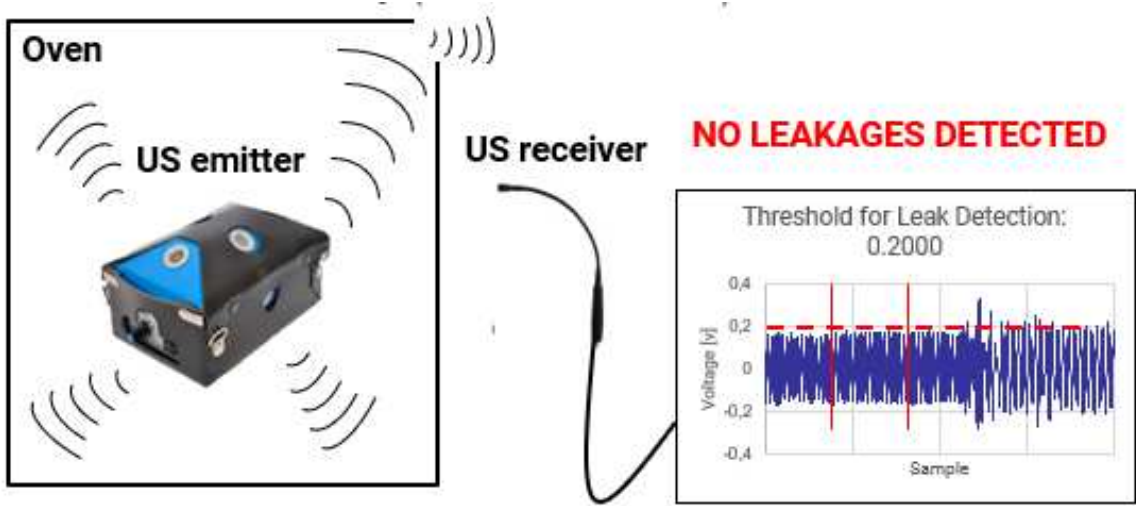 Oven
US emitter
US receiver
NO LEAKAGES DETECTED
Threshold for Leak Detection:
0.2000
0,4
0,2
0
-0,2
-0,4
Voltage [v]
Sample